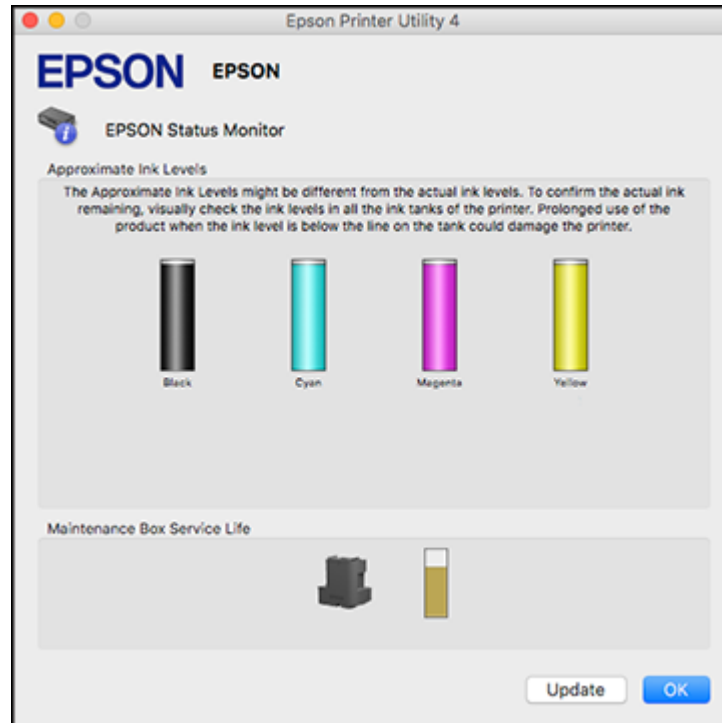 Epson Printer Utility 4
EPSON EPSON
EPSON Status Monitor
Approximate Ink Levels
The Approximate Ink Levels might be different from the actual ink levels. To confirm the actual ink
remaining, visually check the ink levels in all the ink tanks of the printer. Prolonged use of the
product when the ink level is below the line on the tank could damage the printer.
Black Cyan Magenta Yellow
Maintenance Box Service Life
Update OK